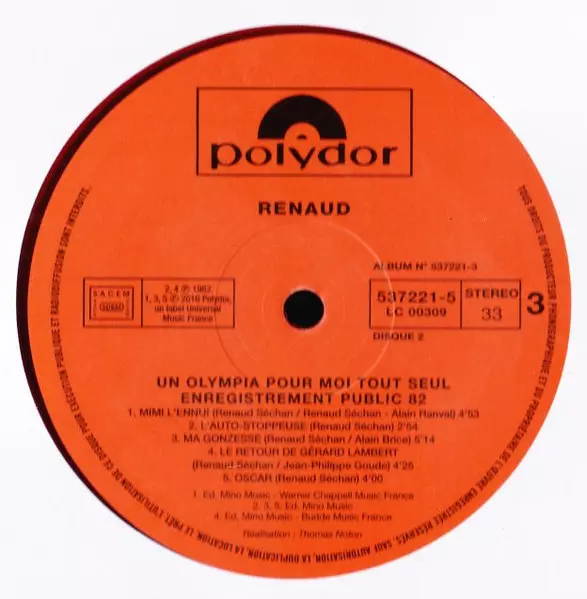 polydor
RENAUD
ALBUM N° 537221-3
SACEM
2, 4 ℗ 1982
1, 3, 5 ℗ 2016 Polydor,
un label Universal
Music France
537221-5
LC 00309
STEREO
33
3
DISQUE 2
UN OLYMPIA POUR MOI TOUT SEUL
ENREGISTREMENT PUBLIC 82
1. MIMI L'ENNUI (Renaud Séchan / Renaud Séchan - Alain Ranval) 4'53
2. L'AUTO-STOPPEUSE (Renaud Séchan) 2'54
3. MA GONZESSE (Renaud Séchan / Alain Brice) 5'14
4. LE RETOUR DE GÉRARD LAMBERT
(Renaud Séchan / Jean-Philippe Goude) 4'25
5. OSCAR (Renaud Séchan) 4'00
1. Ed. Mino Music - Warner Chappell Music France
2, 3, 5. Ed. Mino Music
4. Ed. Mino Music - Budde Music France
Réalisation : Thomas Noton
TOUS DROITS DU PRODUCTEUR PHONOGRAPHIQUE ET DU PROPRIÉTAIRE DE L'ŒUVRE ENREGISTRÉE RÉSERVÉS. SAUF AUTORISATION, LA DUPLICATION, LA LOCATION, LE PRÊT, L'UTILISATION DE CE DISQUE POUR EXÉCUTION PUBLIQUE ET RADIODIFFUSION SONT INTERDITS.